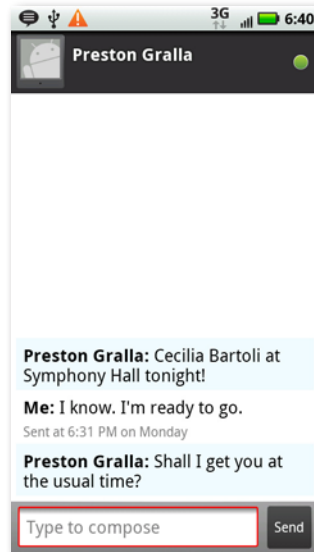 3G 6:40
Preston Gralla
Preston Gralla: Cecilia Bartoli at
Symphony Hall tonight!
Me: I know. I'm ready to go.
Sent at 6:31 PM on Monday
Preston Gralla: Shall I get you at
the usual time?
Type to compose Send